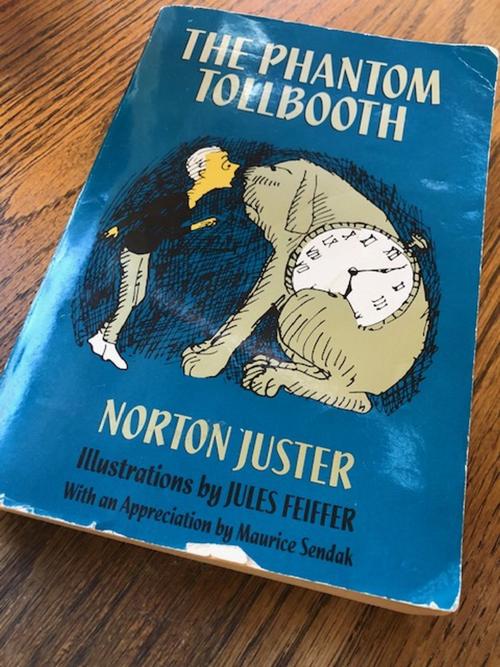 THE PHANTOM
TOLLBOOTH
NORTON JUSTER
Illustrations by JULES FEIFFER
With an Appreciation by Maurice Sendak